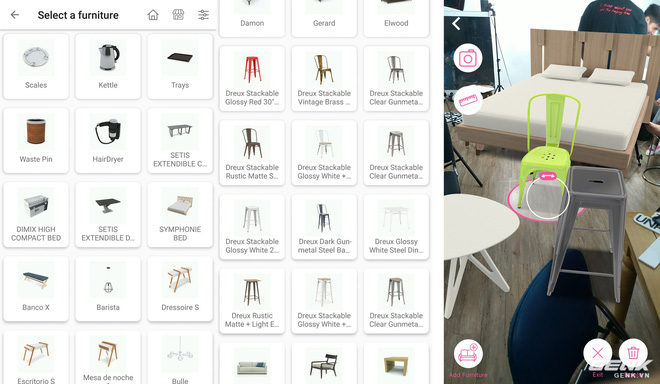 Select a furniture
Scales
Kettle
Trays
Waste Pin
HairDryer
SETIS
EXTENDIBLE C...
DIMIX HIGH
COMPACT BED
SETIS
EXTENDIBLE D...
SYMPHONIE
BED
Banco X
Barista
Dressoire S
Escritorio S
Mesa de noche
Bulle
Damon
Gerard
Elwood
Dreux Stackable
Glossy Red 30"...
Dreux Stackable
Vintage Brass ...
Dreux Stackable
Clear Gunmeta...
Dreux Stackable
Rustic Matte S...
Dreux Stackable
Glossy White +...
Dreux Stackable
Clear Gunmeta...
Dreux Stackable
Glossy White 2...
Dreux Dark Gun-
metal Steel Ba...
Dreux Glossy
White Steel Din...
Dreux Rustic
Matte + Light E...
Dreux Stackable
Glossy White +...
Dreux Stackable
Clear Gunmeta...
Add Furniture
Exit
GENK
GENK.VN